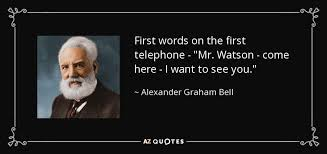 First words on the first
telephone - "Mr. Watson - come
here - I want to see you."
~ Alexander Graham Bell
AZ QUOTES